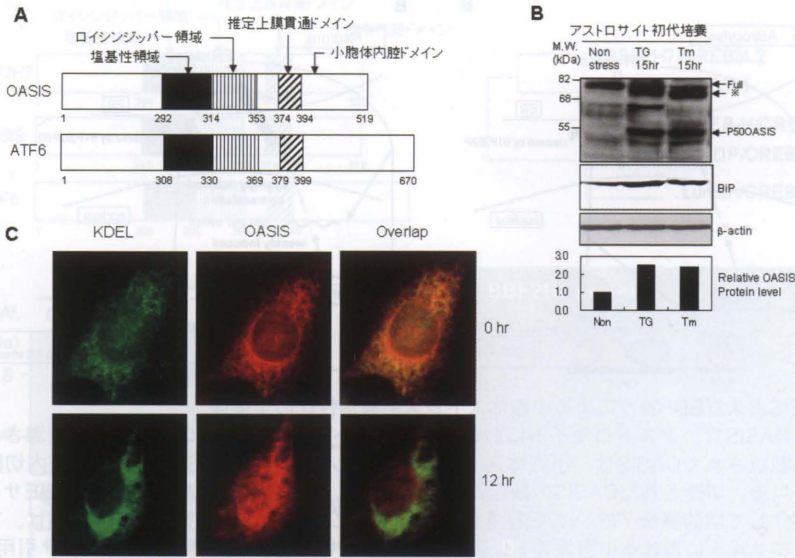 A
推定上膜貫通ドメイン
ロイシンジッパー領域
塩基性領域
小胞体内腔ドメイン
OASIS
1 292 314 353 374 394 519
ATF6
1 308 330 369 379 399 670
B
アストロサイト初代培養
M.W.
(kDa)
Non
stress
TG
15hr
Tm
15hr
82
68
55
Full
※
P50OASIS
BiP
β-actin
3.0
2.0
1.0
0.0
Relative OASIS
Protein level
Non TG Tm
C
KDEL OASIS Overlap
0 hr
12 hr